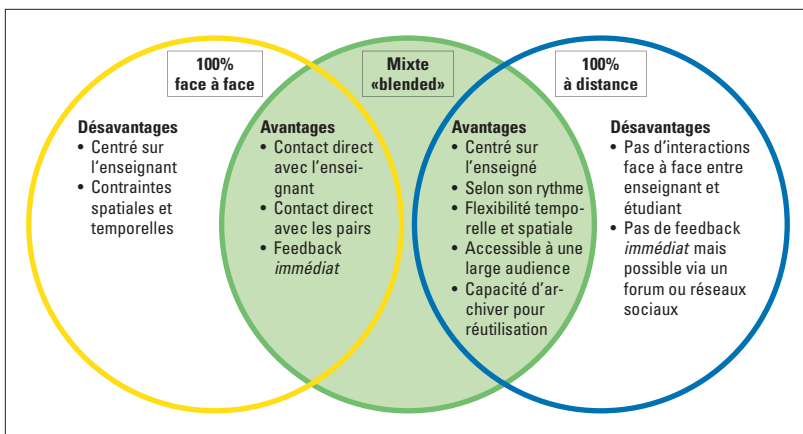 100%
face à face
Mixte
«blended»
100%
à distance
Désavantages
• Centré sur
l'enseignant
• Contraintes
spatiales et
temporelles
Avantages
• Contact direct
avec l'ensei-
gnant
• Contact direct
avec les pairs
• Feedback
immédiat
Avantages
• Centré sur
l'enseigné
• Selon son rythme
• Flexibilité tempo-
relle et spatiale
• Accessible à une
large audience
• Capacité d'ar-
chiver pour
réutilisation
Désavantages
• Pas d'interactions
face à face entre
enseignant et
étudiant
• Pas de feedback
immédiat mais
possible via un
forum ou réseaux
sociaux